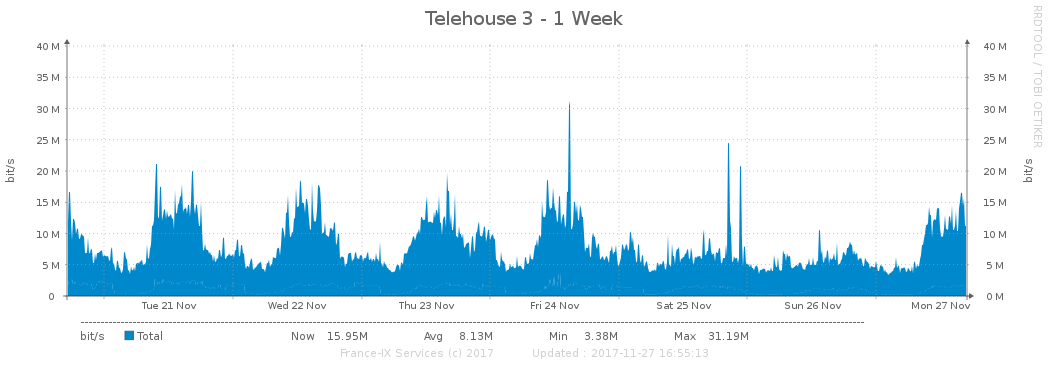 Telehouse 3 - 1 Week
RRDTOOL / TOBI OETIKER
40 M 40 M
35 M 35 M
30 M 30 M
25 M 25 M
20 M 20 M
15 M 15 M
10 M 10 M
5 M 5 M
0 0 M
bit/s bit/s
Tue 21 Nov Wed 22 Nov Thu 23 Nov Fri 24 Nov Sat 25 Nov Sun 26 Nov Mon 27 Nov
bit/s Total Now 15.95M Avg 8.13M Min 3.38M Max 31.19M
France-IX Services (c) 2017 Updated : 2017-11-27 16:55:13